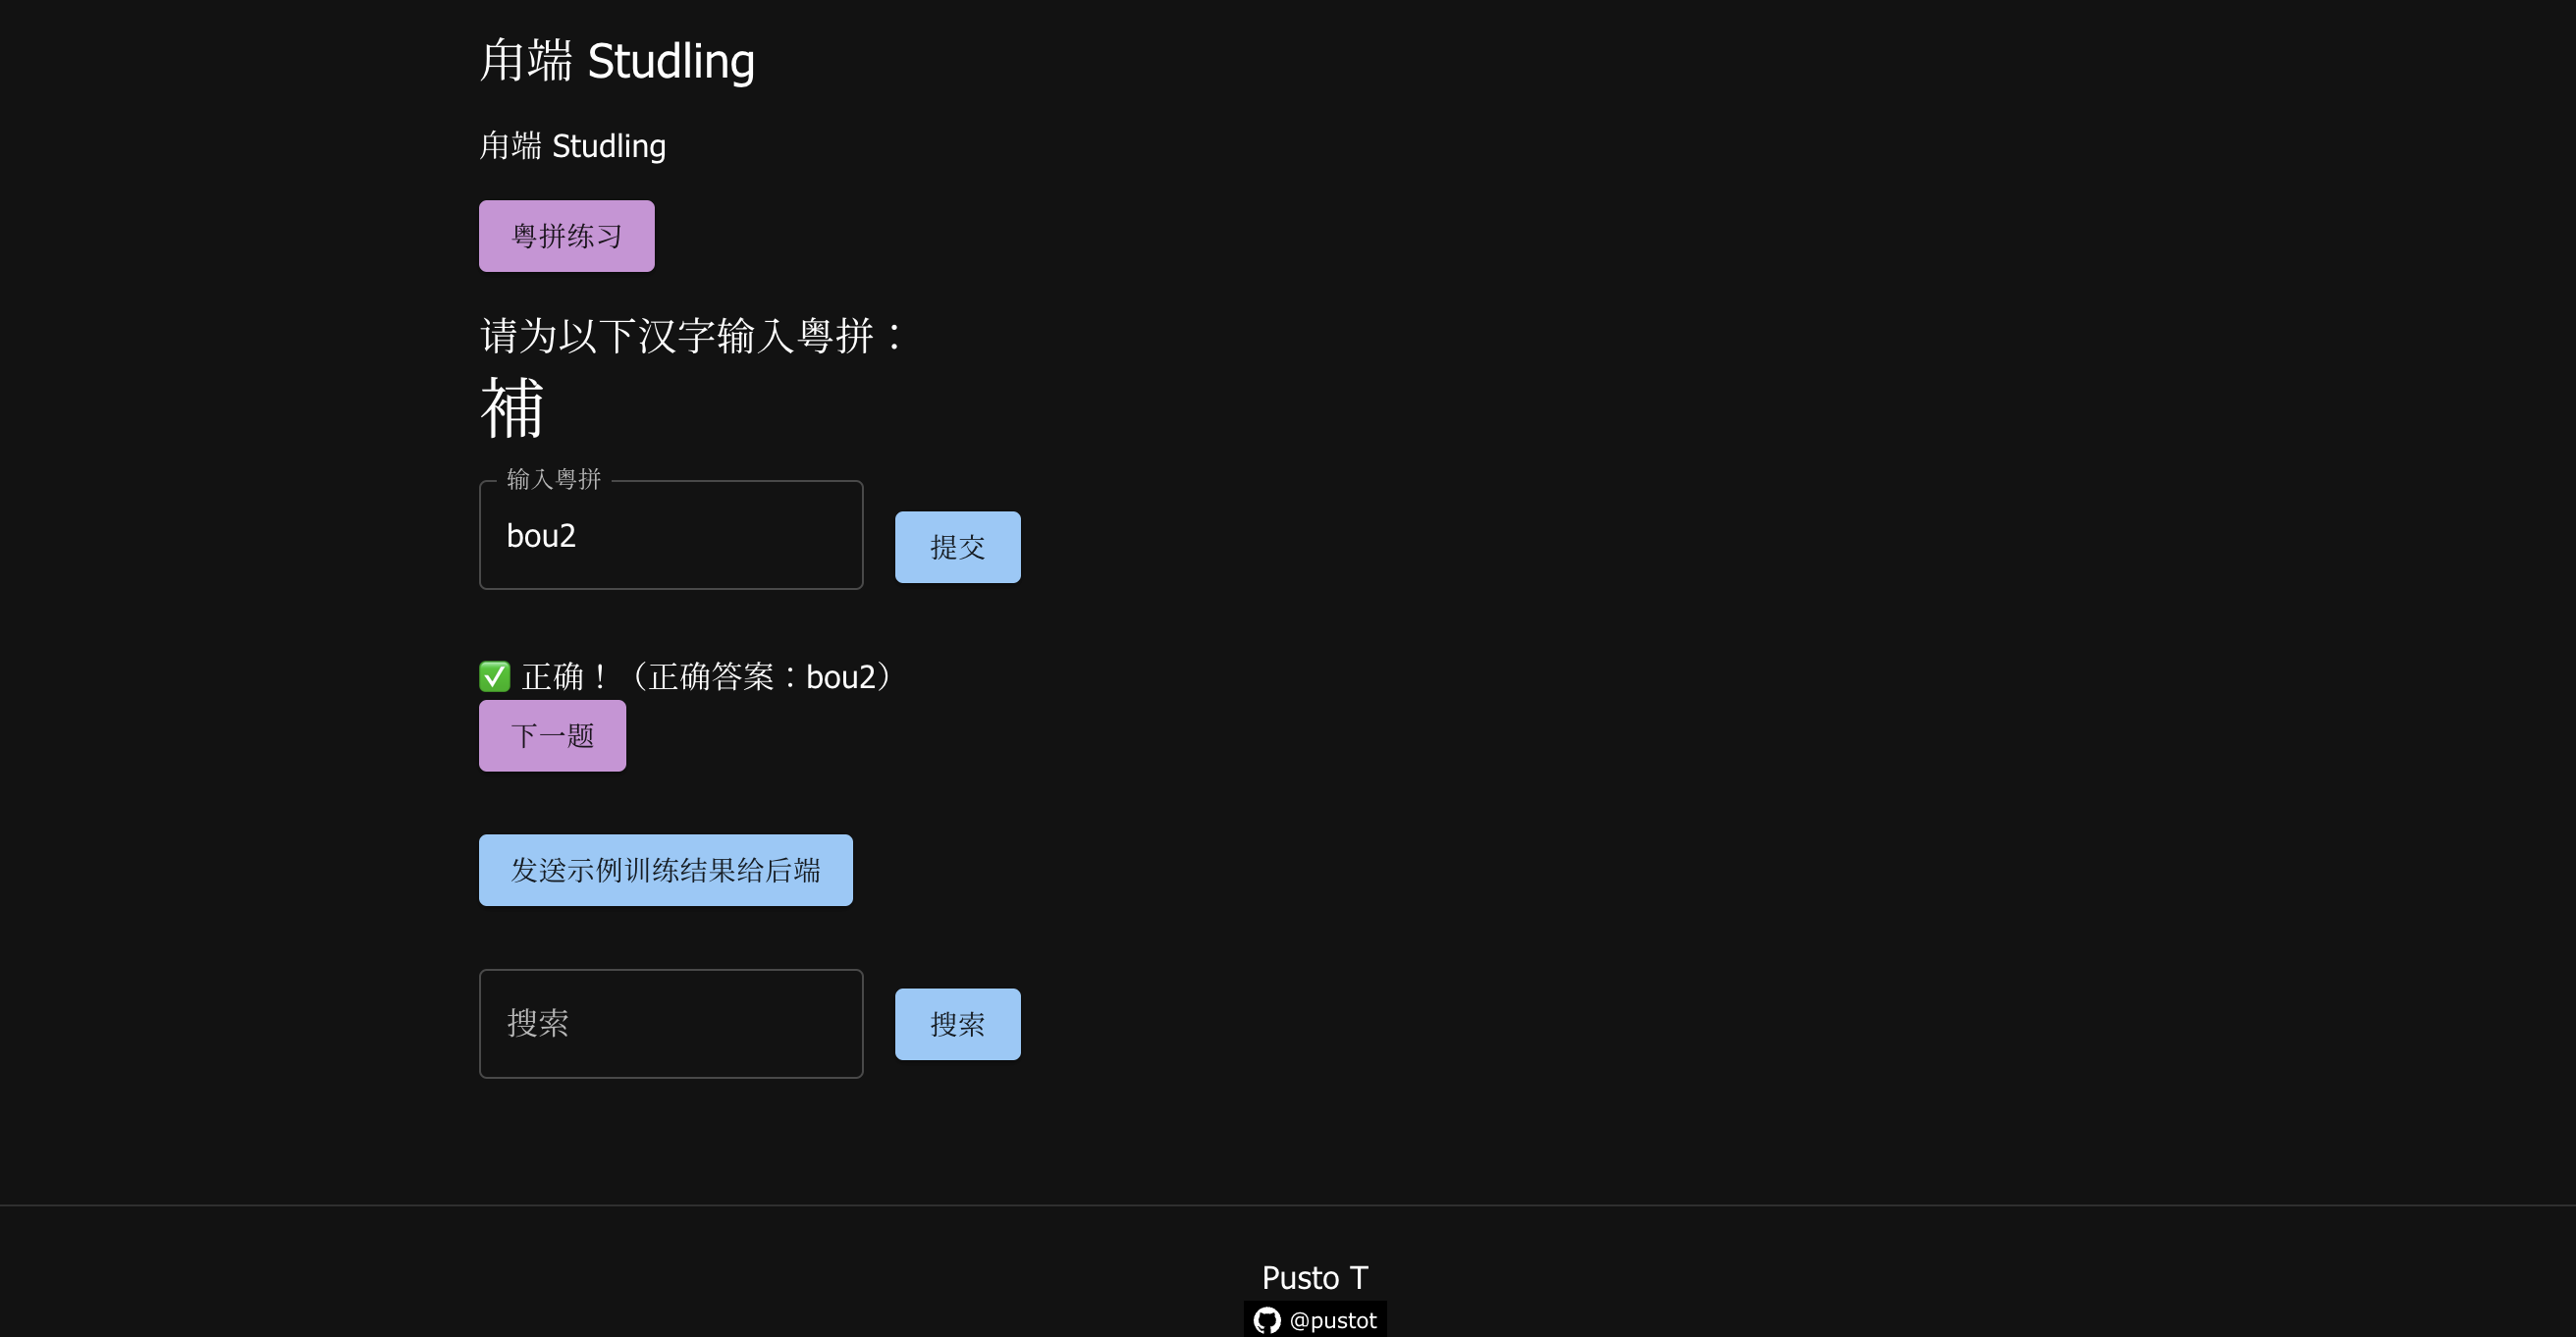 甪端 Studling
甪端 Studling
粤拼练习
请为以下汉字输入粤拼：
補
输入粤拼
bou2
提交
✅ 正确！（正确答案：bou2）
下一题
发送示例训练结果给后端
搜索
搜索
Pusto T
@pustot